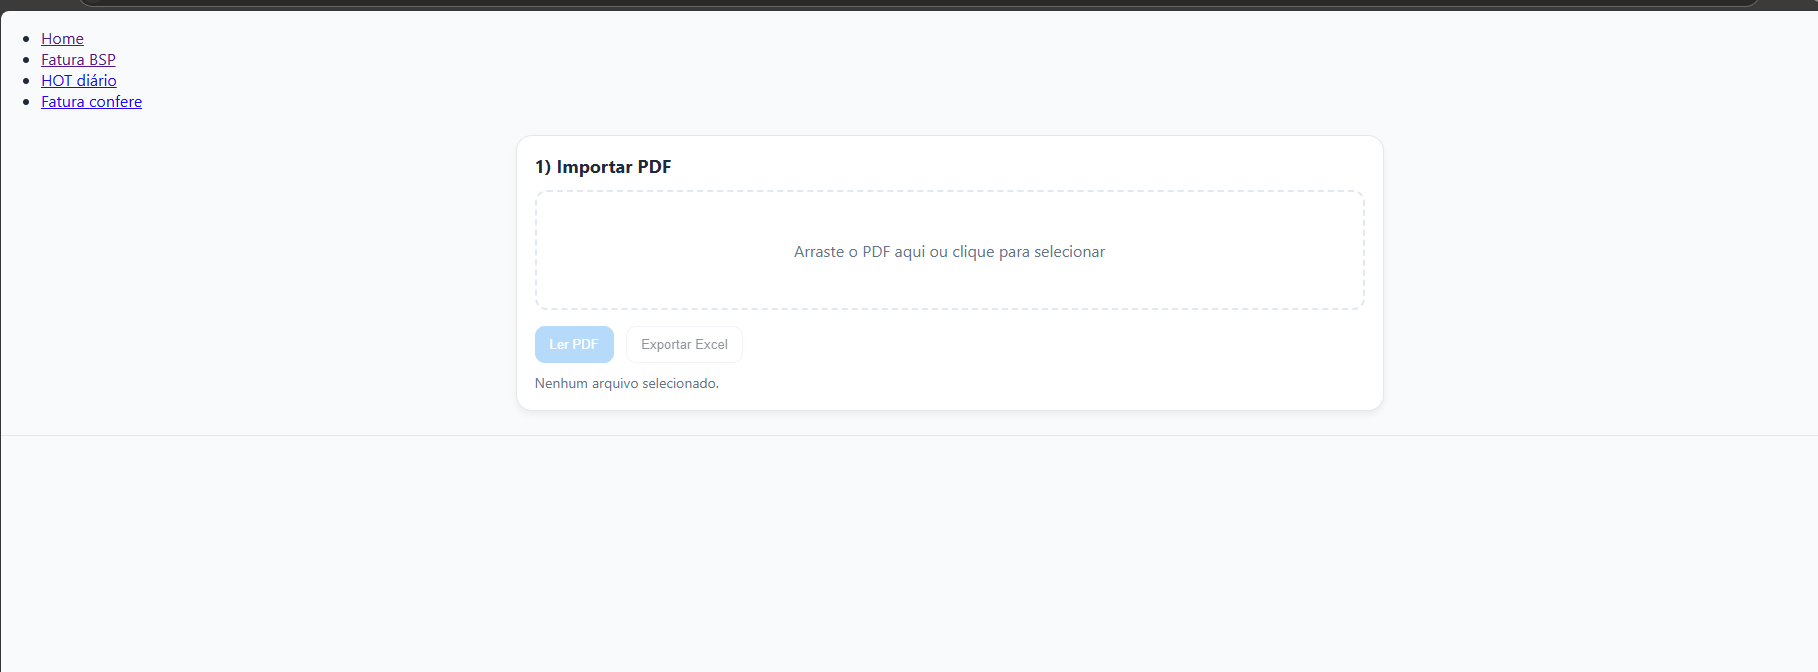 Home
Fatura BSP
HOT diário
Fatura confere
1) Importar PDF
Arraste o PDF aqui ou clique para selecionar
Ler PDF
Exportar Excel
Nenhum arquivo selecionado.